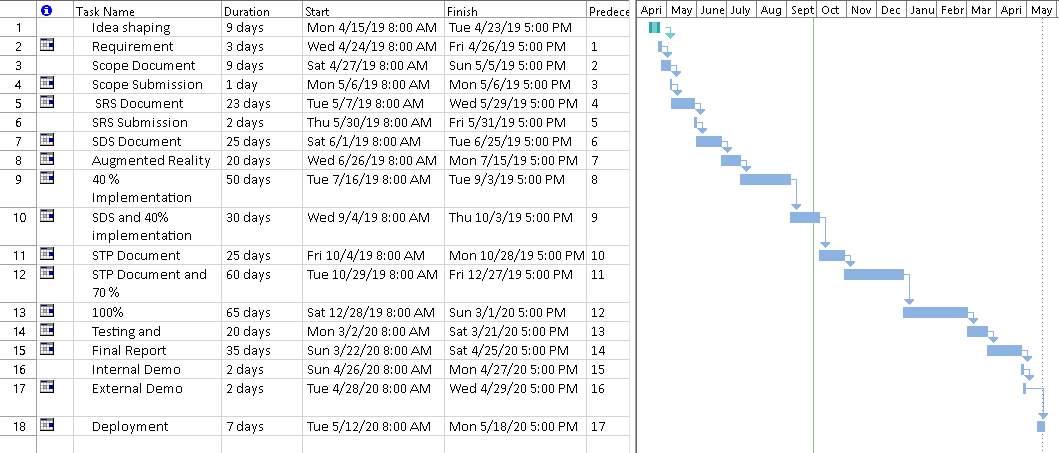 Task Name Duration Start Finish Predece Apri May June July Aug Sept Oct Nov Dec Janu Febr Mar Apri May
1 Idea shaping 9 days Mon 4/15/19 8:00 AM Tue 4/23/19 5:00 PM
2 Requirement 3 days Wed 4/24/19 8:00 AM Fri 4/26/19 5:00 PM 1
3 Scope Document 9 days Sat 4/27/19 8:00 AM Sun 5/5/19 5:00 PM 2
4 Scope Submission 1 day Mon 5/6/19 8:00 AM Mon 5/6/19 5:00 PM 3
5 SRS Document 23 days Tue 5/7/19 8:00 AM Wed 5/29/19 5:00 PM 4
6 SRS Submission 2 days Thu 5/30/19 8:00 AM Fri 5/31/19 5:00 PM 5
7 SDS Document 25 days Sat 6/1/19 8:00 AM Tue 6/25/19 5:00 PM 6
8 Augmented Reality 20 days Wed 6/26/19 8:00 AM Mon 7/15/19 5:00 PM 7
9 40 % 50 days Tue 7/16/19 8:00 AM Tue 9/3/19 5:00 PM 8
Implementation
10 SDS and 40% 30 days Wed 9/4/19 8:00 AM Thu 10/3/19 5:00 PM 9
implementation
11 STP Document 25 days Fri 10/4/19 8:00 AM Mon 10/28/19 5:00 PM 10
12 STP Document and 60 days Tue 10/29/19 8:00 AM Fri 12/27/19 5:00 PM 11
70 %
13 100% 65 days Sat 12/28/19 8:00 AM Sun 3/1/20 5:00 PM 12
14 Testing and 20 days Mon 3/2/20 8:00 AM Sat 3/21/20 5:00 PM 13
15 Final Report 35 days Sun 3/22/20 8:00 AM Sat 4/25/20 5:00 PM 14
16 Internal Demo 2 days Sun 4/26/20 8:00 AM Mon 4/27/20 5:00 PM 15
17 External Demo 2 days Tue 4/28/20 8:00 AM Wed 4/29/20 5:00 PM 16
18 Deployment 7 days Tue 5/12/20 8:00 AM Mon 5/18/20 5:00 PM 17